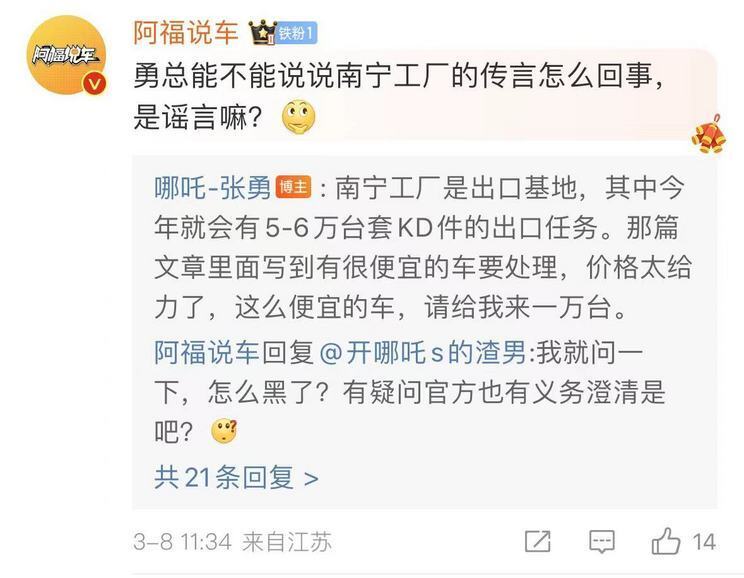 阿福说车
阿福说车 II 铁粉1
勇总能不能说说南宁工厂的传言怎么回事,
是谣言嘛?
哪吒-张勇 博主 : 南宁工厂是出口基地,其中今
年就会有5-6万台套KD件的出口任务。那篇
文章里面写到有很便宜的车要处理,价格太给
力了,这么便宜的车,请给我来一万台。
阿福说车回复@开哪吒s的渣男:我就问一
下,怎么黑了?有疑问官方也有义务澄清是
吧?
共21条回复 >
3-8 11:34 来自江苏 14